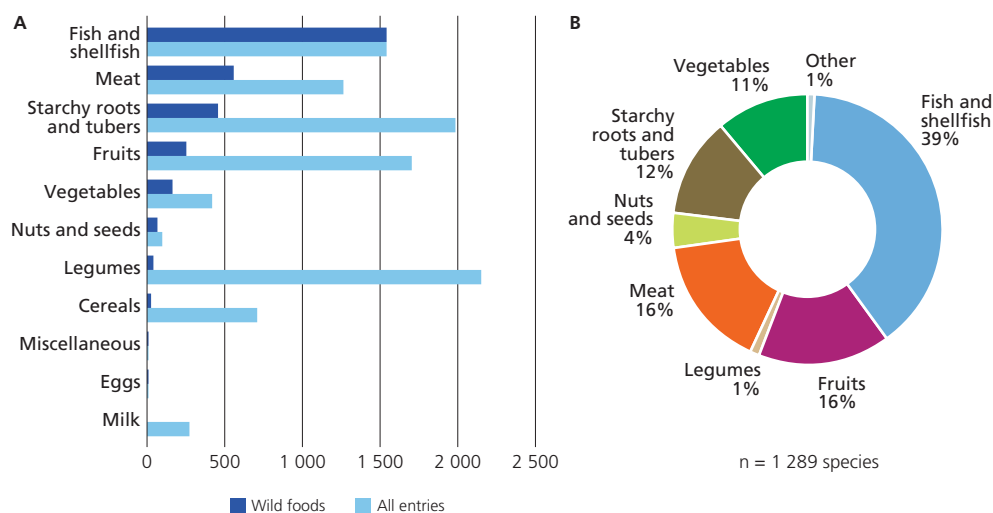 A
Fish and
shellfish
Meat
Starchy roots
and tubers
Fruits
Vegetables
Nuts and seeds
Legumes
Cereals
Miscellaneous
Eggs
Milk
0 500 1 000 1 500 2 000 2 500
Wild foods All entries
B
Other
1%
Fish and
shellfish
39%
Fruits
16%
Legumes
1%
Meat
16%
Nuts
and seeds
4%
Starchy
roots and
tubers
12%
Vegetables
11%
n = 1 289 species